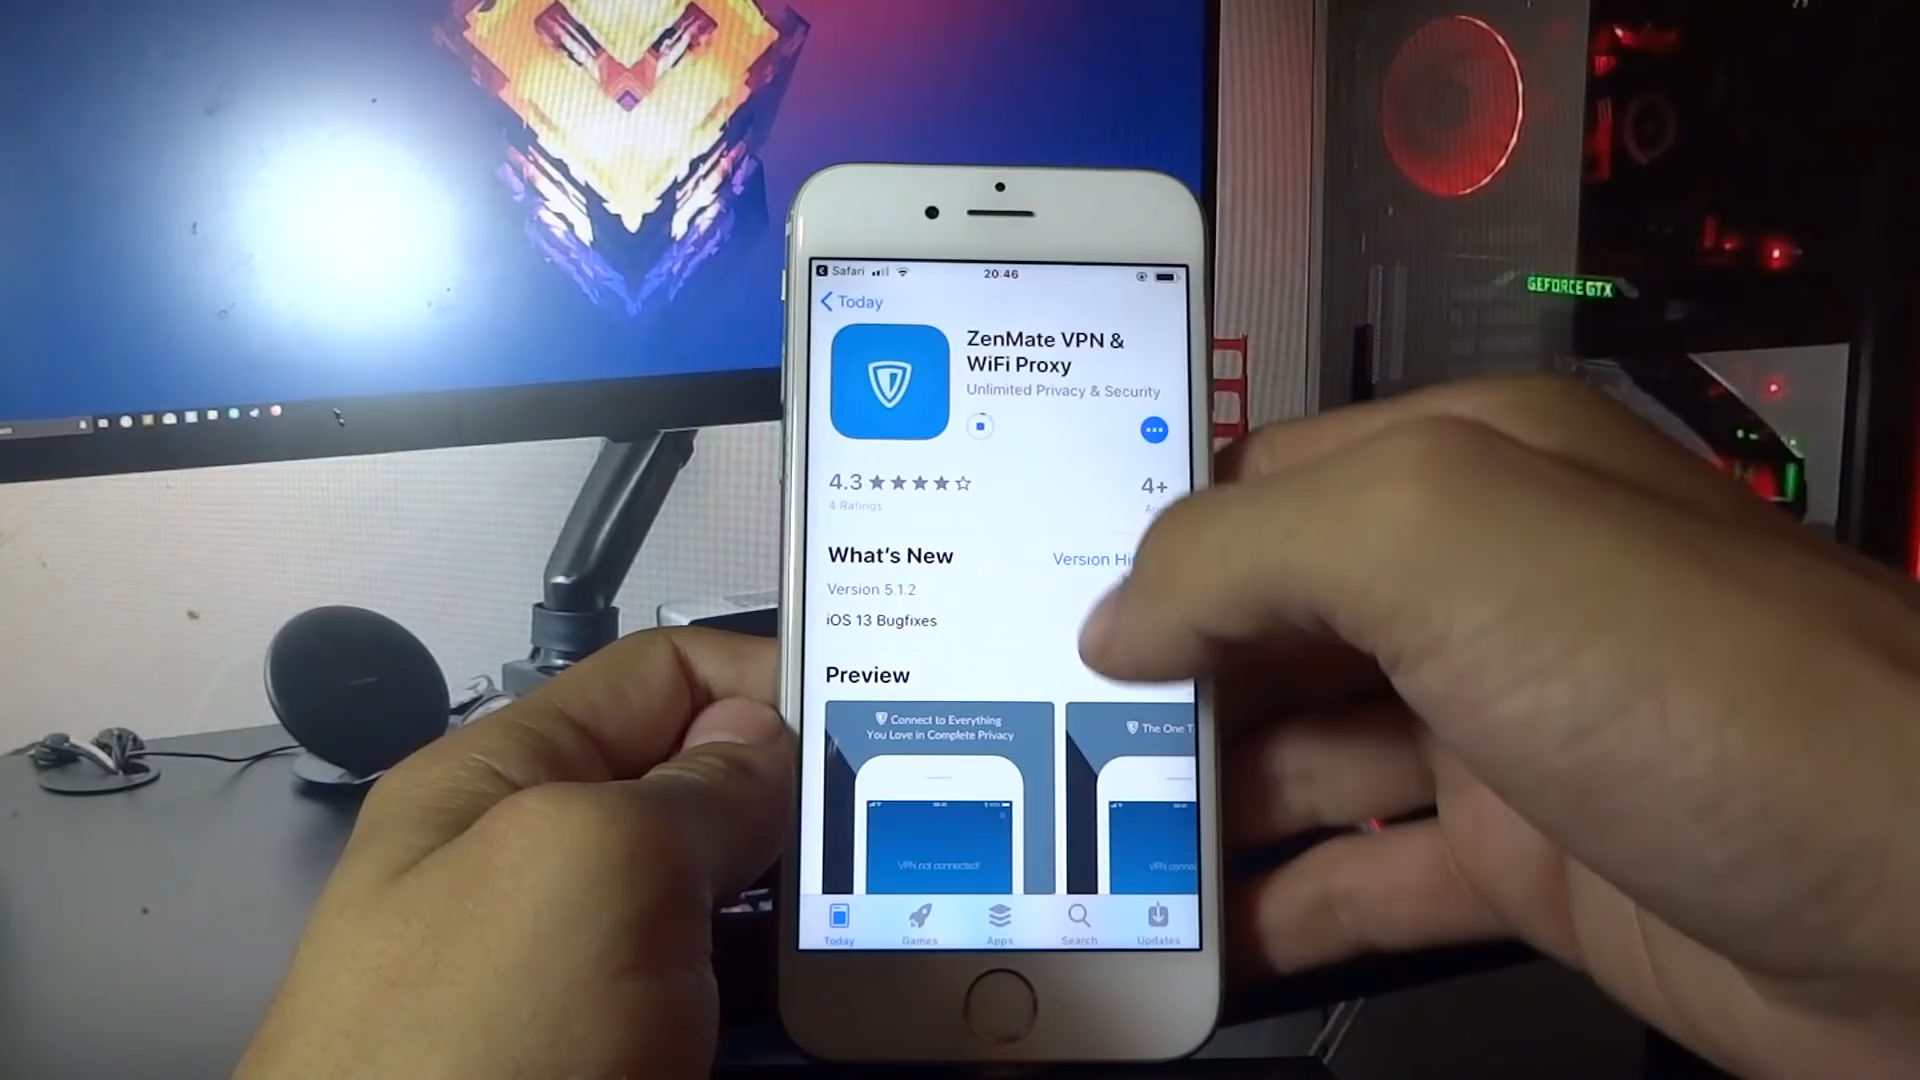 GEFORCE GTX
Safari
20:46
Today
ZenMate VPN &
WiFi Proxy
Unlimited Privacy & Security
4.3
4+
4 Ratings
What's New
Version
Version 5.1.2
iOS 13 Bugfixes
Preview
Connect to Everything
You Love in Complete Privacy
The One
VPN not connected!
VPN
Today
Games
Apps
Search
Updates